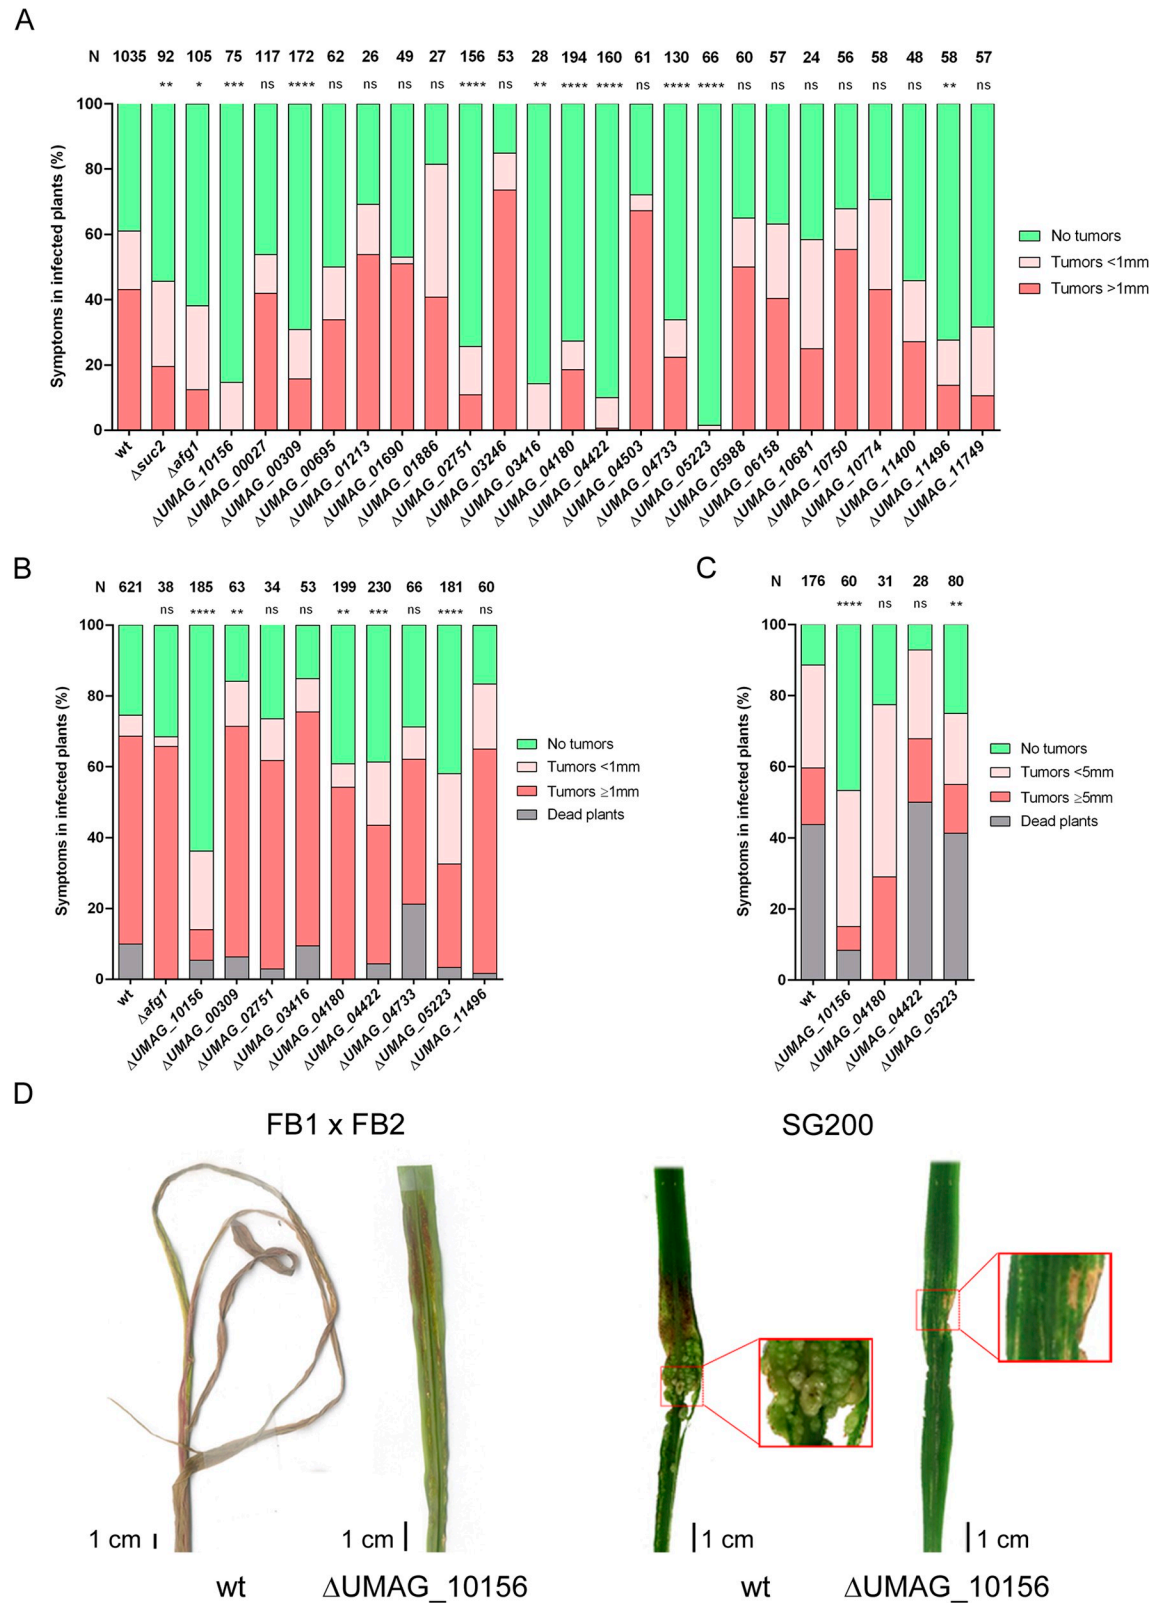 A
N 1035 92 105 75 117 172 62 26 49 27 156 53 28 194 160 61 130 66 60 57 24 56 58 48 58 57
** * *** ns **** ns ns ns ns **** ns ** **** **** ns **** **** ns ns ns ns ns ns ** ns
Symptoms in infected plants (%)
100
80
60
40
20
0
No tumors
Tumors <1mm
Tumors >1mm
wt
Δsuc2
Δafg1
ΔUMAG_10156
ΔUMAG_00027
ΔUMAG_00309
ΔUMAG_00695
ΔUMAG_01213
ΔUMAG_01690
ΔUMAG_01886
ΔUMAG_02751
ΔUMAG_03246
ΔUMAG_03416
ΔUMAG_04180
ΔUMAG_04422
ΔUMAG_04503
ΔUMAG_04733
ΔUMAG_05223
ΔUMAG_05988
ΔUMAG_06158
ΔUMAG_10681
ΔUMAG_10750
ΔUMAG_10774
ΔUMAG_11400
ΔUMAG_11496
ΔUMAG_11749
B
N 621 38 185 63 34 53 199 230 66 181 60
ns **** ** ns ns ** *** ns **** ns
Symptoms in infected plants (%)
100
80
60
40
20
0
No tumors
Tumors <1mm
Tumors ≥1mm
Dead plants
wt
Δafg1
ΔUMAG_10156
ΔUMAG_00309
ΔUMAG_02751
ΔUMAG_03416
ΔUMAG_04180
ΔUMAG_04422
ΔUMAG_04733
ΔUMAG_05223
ΔUMAG_11496
C
N 176 60 31 28 80
**** ns ns **
Symptoms in infected plants (%)
100
80
60
40
20
0
No tumors
Tumors <5mm
Tumors ≥5mm
Dead plants
wt
ΔUMAG_10156
ΔUMAG_04180
ΔUMAG_04422
ΔUMAG_05223
D
FB1 x FB2
SG200
1 cm
1 cm
1 cm
1 cm
wt
ΔUMAG_10156
wt
ΔUMAG_10156